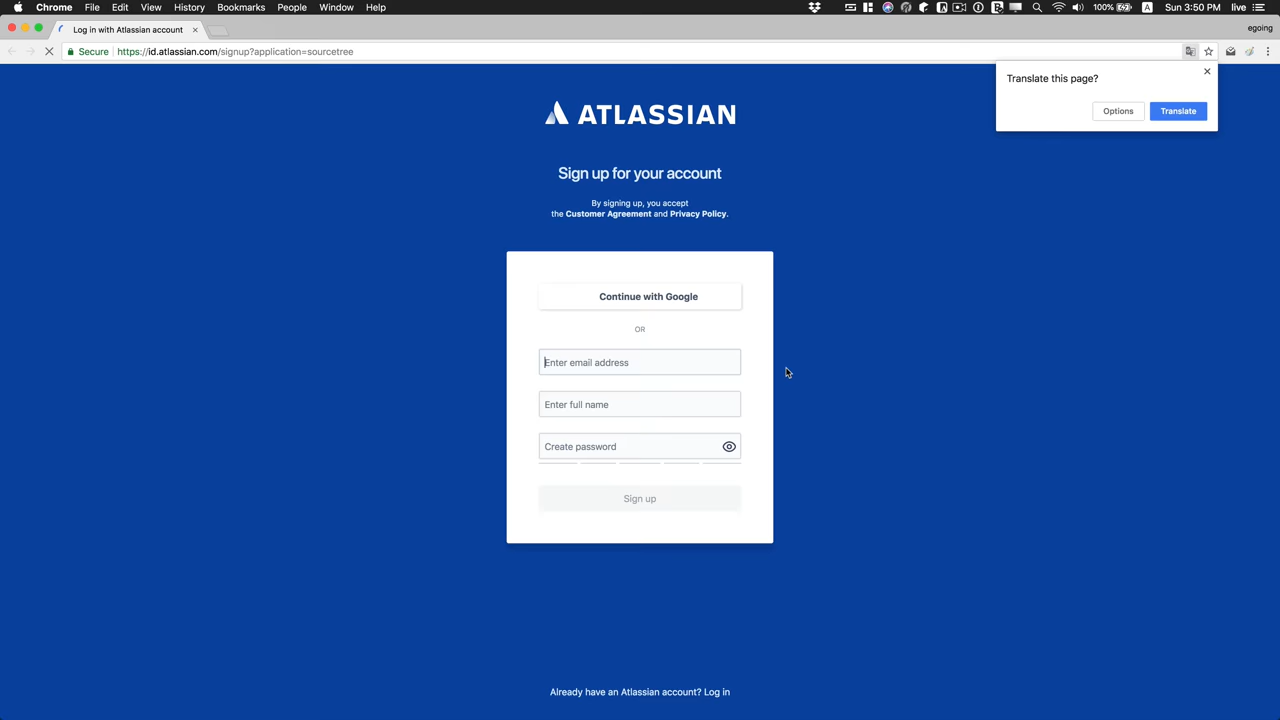 Chrome File Edit View History Bookmarks People Window Help 100% A Sun 3:50 PM live
Log in with Atlassian account
egoing
Secure https://id.atlassian.com/signup?application=sourcetree
Translate this page?
Options Translate
ATLASSIAN
Sign up for your account
By signing up, you accept
the Customer Agreement and Privacy Policy.
Continue with Google
OR
Enter email address
Enter full name
Create password
Sign up
Already have an Atlassian account? Log in